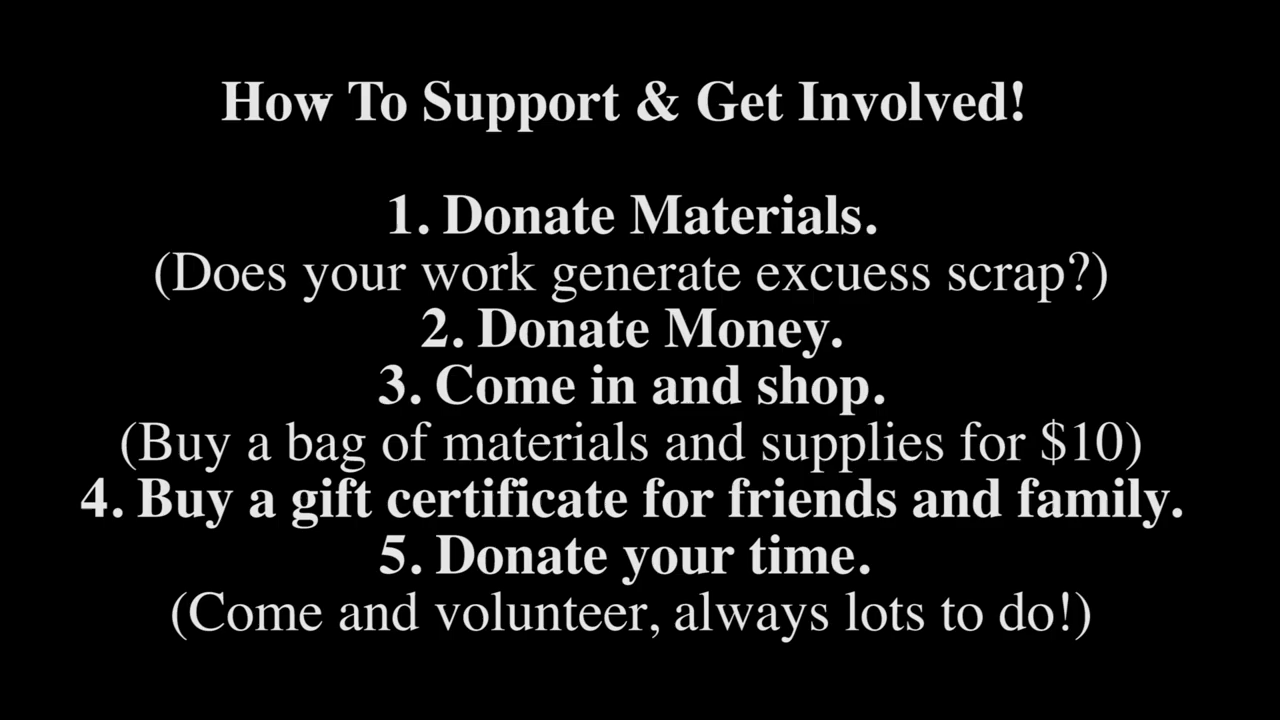 How To Support & Get Involved!
1. Donate Materials.
(Does your work generate excuess scrap?)
2. Donate Money.
3. Come in and shop.
(Buy a bag of materials and supplies for $10)
4. Buy a gift certificate for friends and family.
5. Donate your time.
(Come and volunteer, always lots to do!)